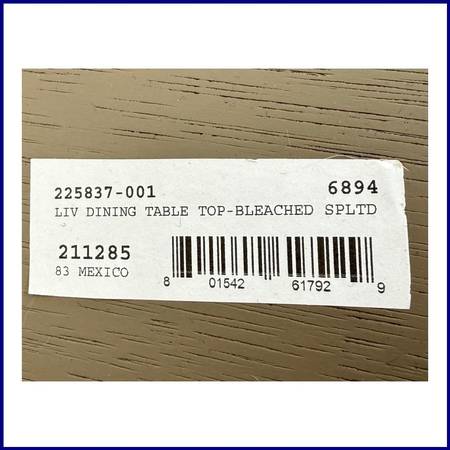 225837-001 6894
LIV DINING TABLE TOP-BLEACHED SPLTD
211285
83 MEXICO
8 01542 61792 9